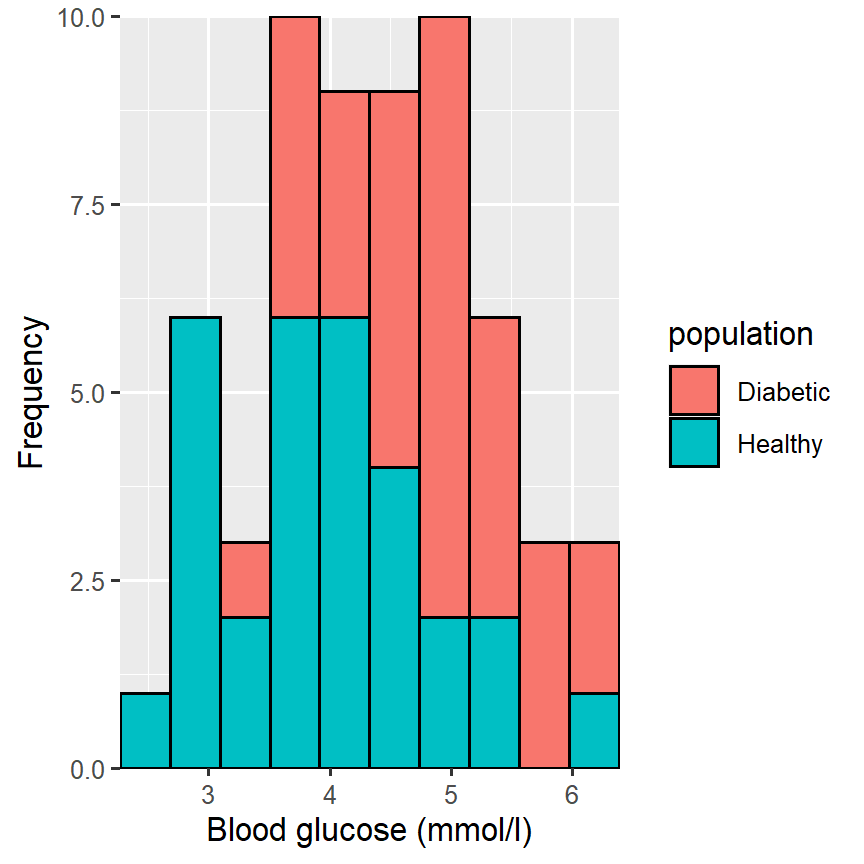 10.0
7.5
5.0
2.5
0.0
Frequency
3 4 5 6
Blood glucose (mmol/l)
population
Diabetic
Healthy